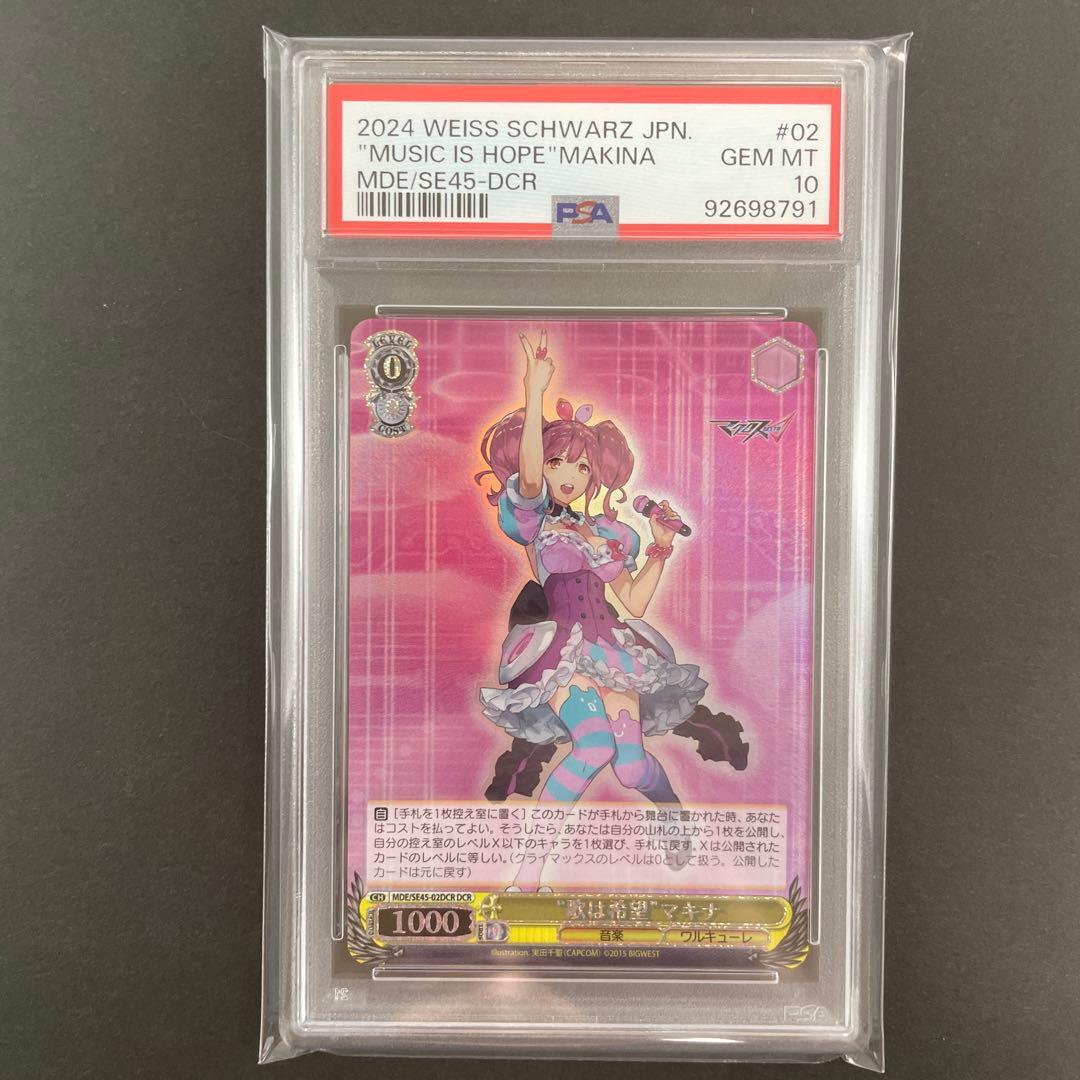 2024 WEISS SCHWARZ JPN. #02
"MUSIC IS HOPE"MAKINA GEM MT
MDE/SE45-DCR 10
PSA 92698791
LEVEL
0
COST
マクロス
【自】［手札を1枚控え室に置く］このカードが手札から舞台に置かれた時、あなた
はコストを払ってよい。そうしたら、あなたは自分の山札の上から1枚を公開し、
自分の控え室のレベルX以下のキャラを1枚選び、手札に戻す。Xは公開された
カードのレベルに等しい。(クライマックスのレベルは0として扱う。公開した
カードは元に戻す)
CH MDE/SE45-02DCR DCR
1000 "歌は希望"マキナ
音楽 ワルキューレ
Illustration: 実田千聖(CAPCOM) ©2015 BIGWEST
PSA